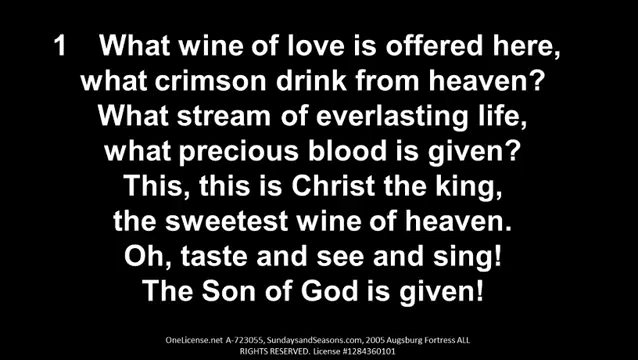 1 What wine of love is offered here,
what crimson drink from heaven?
What stream of everlasting life,
what precious blood is given?
This, this is Christ the king,
the sweetest wine of heaven.
Oh, taste and see and sing!
The Son of God is given!
OneLicense.net A-723055, SundaysandSeasons.com, 2005 Augsburg Fortress ALL
RIGHTS RESERVED. License #1284360101